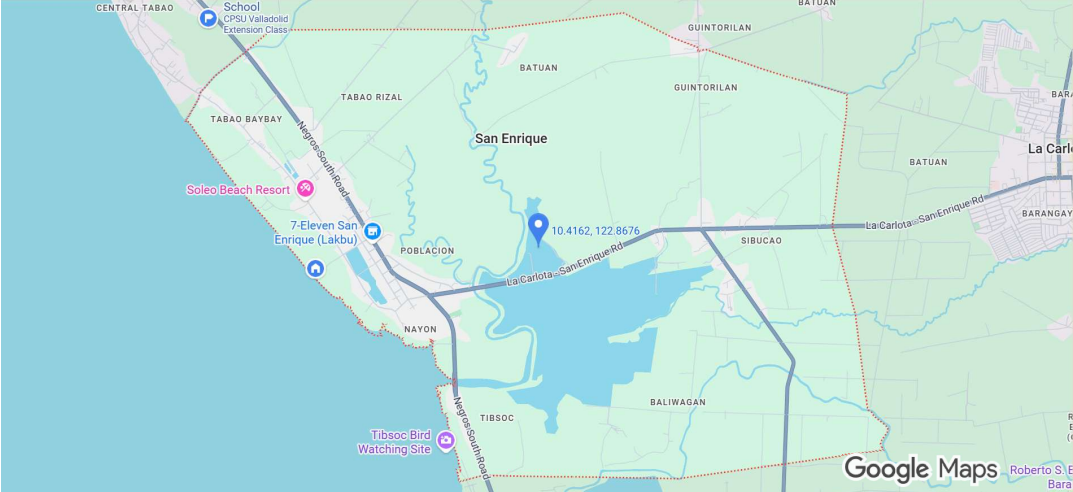 CENTRAL TABAO
School
CPSU Valladolid
Extension Class
BATUAN
BATUAN
GUINTORILAN
GUINTORILAN
TABAO RIZAL
TABAO BAYBAY
San Enrique
La Carl
BATUAN
Negros South Road
Soleo Beach Resort
7-Eleven San
Enrique (Lakbu)
POBLACION
10.4162, 122.8676
La Carlota - San Enrique Rd
SIBUCAO
La Carlota - San Enrique Rd
BARANGAY
NAYON
TIBSOC
BALIWAGAN
Negros South Road
Tibsoc Bird
Watching Site
Google Maps
Roberto S. B
Bara